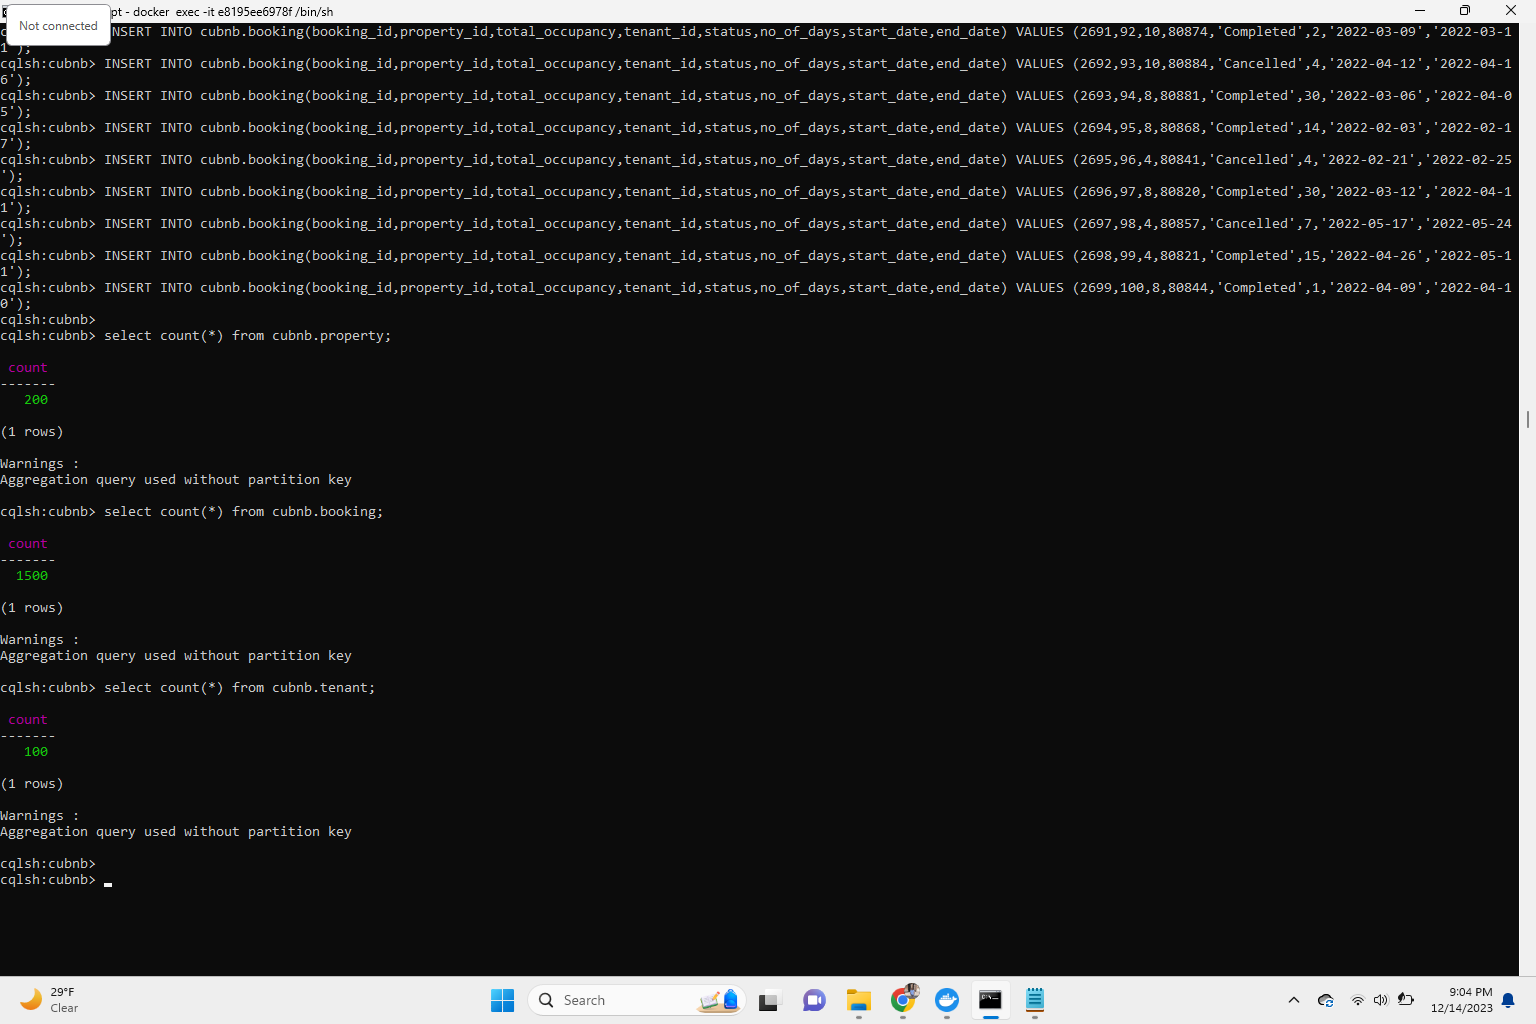 pt - docker  exec -it e8195ee6978f /bin/sh
Not connected
NSERT INTO cubnb.booking(booking_id,property_id,total_occupancy,tenant_id,status,no_of_days,start_date,end_date) VALUES (2691,92,10,80874,'Completed',2,'2022-03-09','2022-03-1
1');
cqlsh:cubnb> INSERT INTO cubnb.booking(booking_id,property_id,total_occupancy,tenant_id,status,no_of_days,start_date,end_date) VALUES (2692,93,10,80884,'Cancelled',4,'2022-04-12','2022-04-1
6');
cqlsh:cubnb> INSERT INTO cubnb.booking(booking_id,property_id,total_occupancy,tenant_id,status,no_of_days,start_date,end_date) VALUES (2693,94,8,80881,'Completed',30,'2022-03-06','2022-04-0
5');
cqlsh:cubnb> INSERT INTO cubnb.booking(booking_id,property_id,total_occupancy,tenant_id,status,no_of_days,start_date,end_date) VALUES (2694,95,8,80868,'Completed',14,'2022-02-03','2022-02-1
7');
cqlsh:cubnb> INSERT INTO cubnb.booking(booking_id,property_id,total_occupancy,tenant_id,status,no_of_days,start_date,end_date) VALUES (2695,96,4,80841,'Cancelled',4,'2022-02-21','2022-02-25
');
cqlsh:cubnb> INSERT INTO cubnb.booking(booking_id,property_id,total_occupancy,tenant_id,status,no_of_days,start_date,end_date) VALUES (2696,97,8,80820,'Completed',30,'2022-03-12','2022-04-1
1');
cqlsh:cubnb> INSERT INTO cubnb.booking(booking_id,property_id,total_occupancy,tenant_id,status,no_of_days,start_date,end_date) VALUES (2697,98,4,80857,'Cancelled',7,'2022-05-17','2022-05-24
');
cqlsh:cubnb> INSERT INTO cubnb.booking(booking_id,property_id,total_occupancy,tenant_id,status,no_of_days,start_date,end_date) VALUES (2698,99,4,80821,'Completed',15,'2022-04-26','2022-05-1
1');
cqlsh:cubnb> INSERT INTO cubnb.booking(booking_id,property_id,total_occupancy,tenant_id,status,no_of_days,start_date,end_date) VALUES (2699,100,8,80844,'Completed',1,'2022-04-09','2022-04-1
0');
cqlsh:cubnb>
cqlsh:cubnb> select count(*) from cubnb.property;
count
-------
200
(1 rows)
Warnings :
Aggregation query used without partition key
cqlsh:cubnb> select count(*) from cubnb.booking;
count
-------
1500
(1 rows)
Warnings :
Aggregation query used without partition key
cqlsh:cubnb> select count(*) from cubnb.tenant;
count
-------
100
(1 rows)
Warnings :
Aggregation query used without partition key
cqlsh:cubnb>
cqlsh:cubnb>
29°F
Clear
Search
9:04 PM
12/14/2023